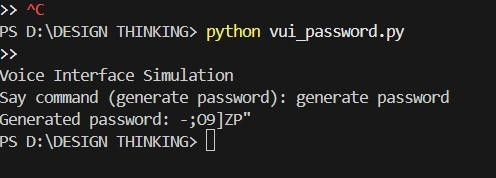 >> ^C
PS D:\DESIGN THINKING> python vui_password.py
>>
Voice Interface Simulation
Say command (generate password): generate password
Generated password: -;O9]ZP"
PS D:\DESIGN THINKING>